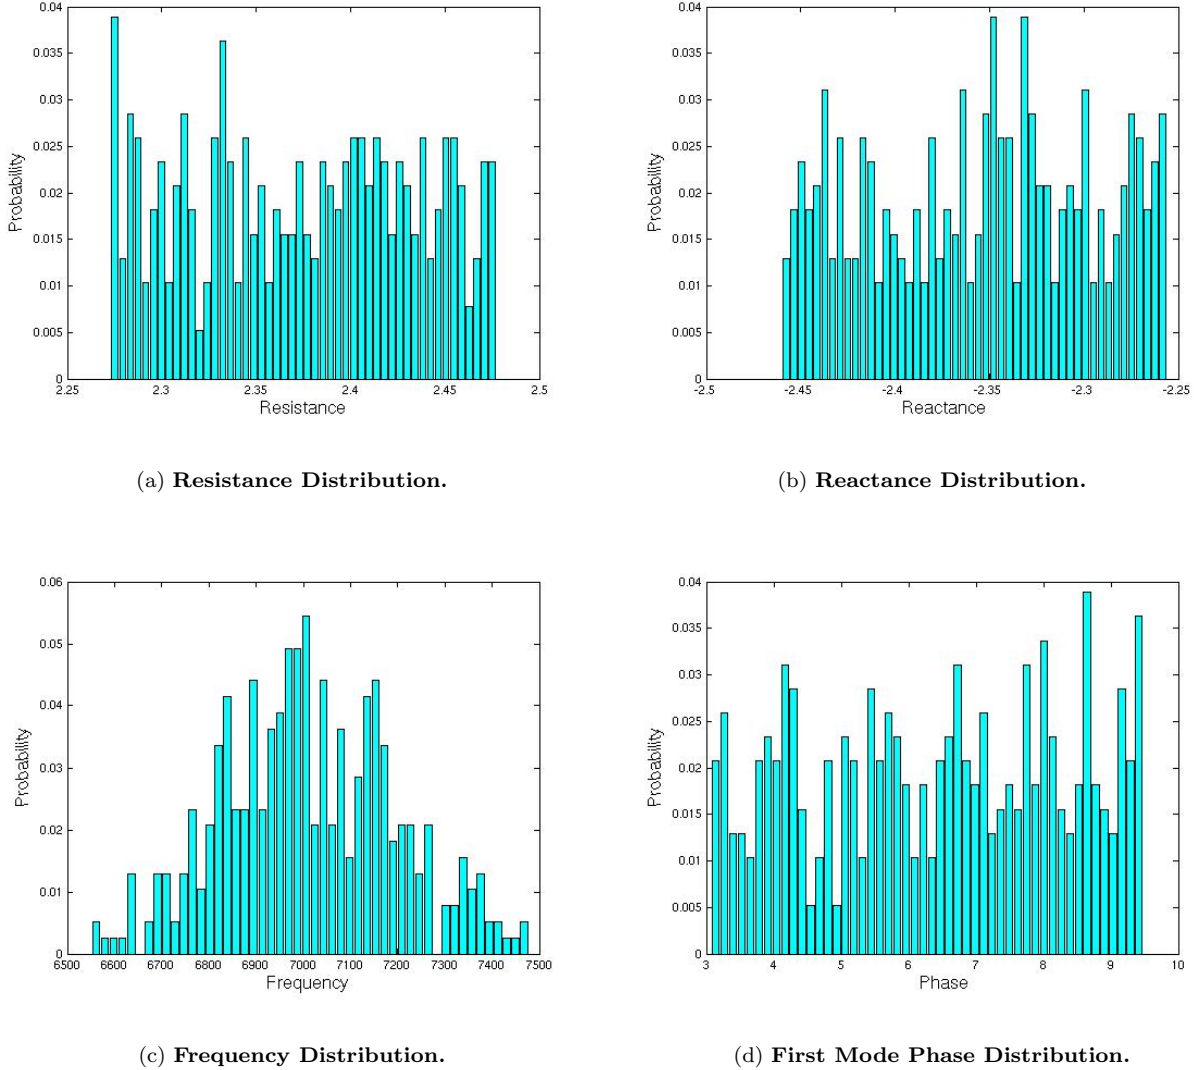 0.04
0.035
0.03
0.025
0.02
0.015
0.01
0.005
0
Probability
2.25 2.3 2.35 2.4 2.45 2.5
Resistance
(a) Resistance Distribution.
0.04
0.035
0.03
0.025
0.02
0.015
0.01
0.005
0
Probability
-2.5 -2.45 -2.4 -2.35 -2.3 -2.25
Reactance
(b) Reactance Distribution.
0.06
0.05
0.04
0.03
0.02
0.01
0
Probability
6500 6600 6700 6800 6900 7000 7100 7200 7300 7400 7500
Frequency
(c) Frequency Distribution.
0.04
0.035
0.03
0.025
0.02
0.015
0.01
0.005
0
Probability
3 4 5 6 7 8 9 10
Phase
(d) First Mode Phase Distribution.